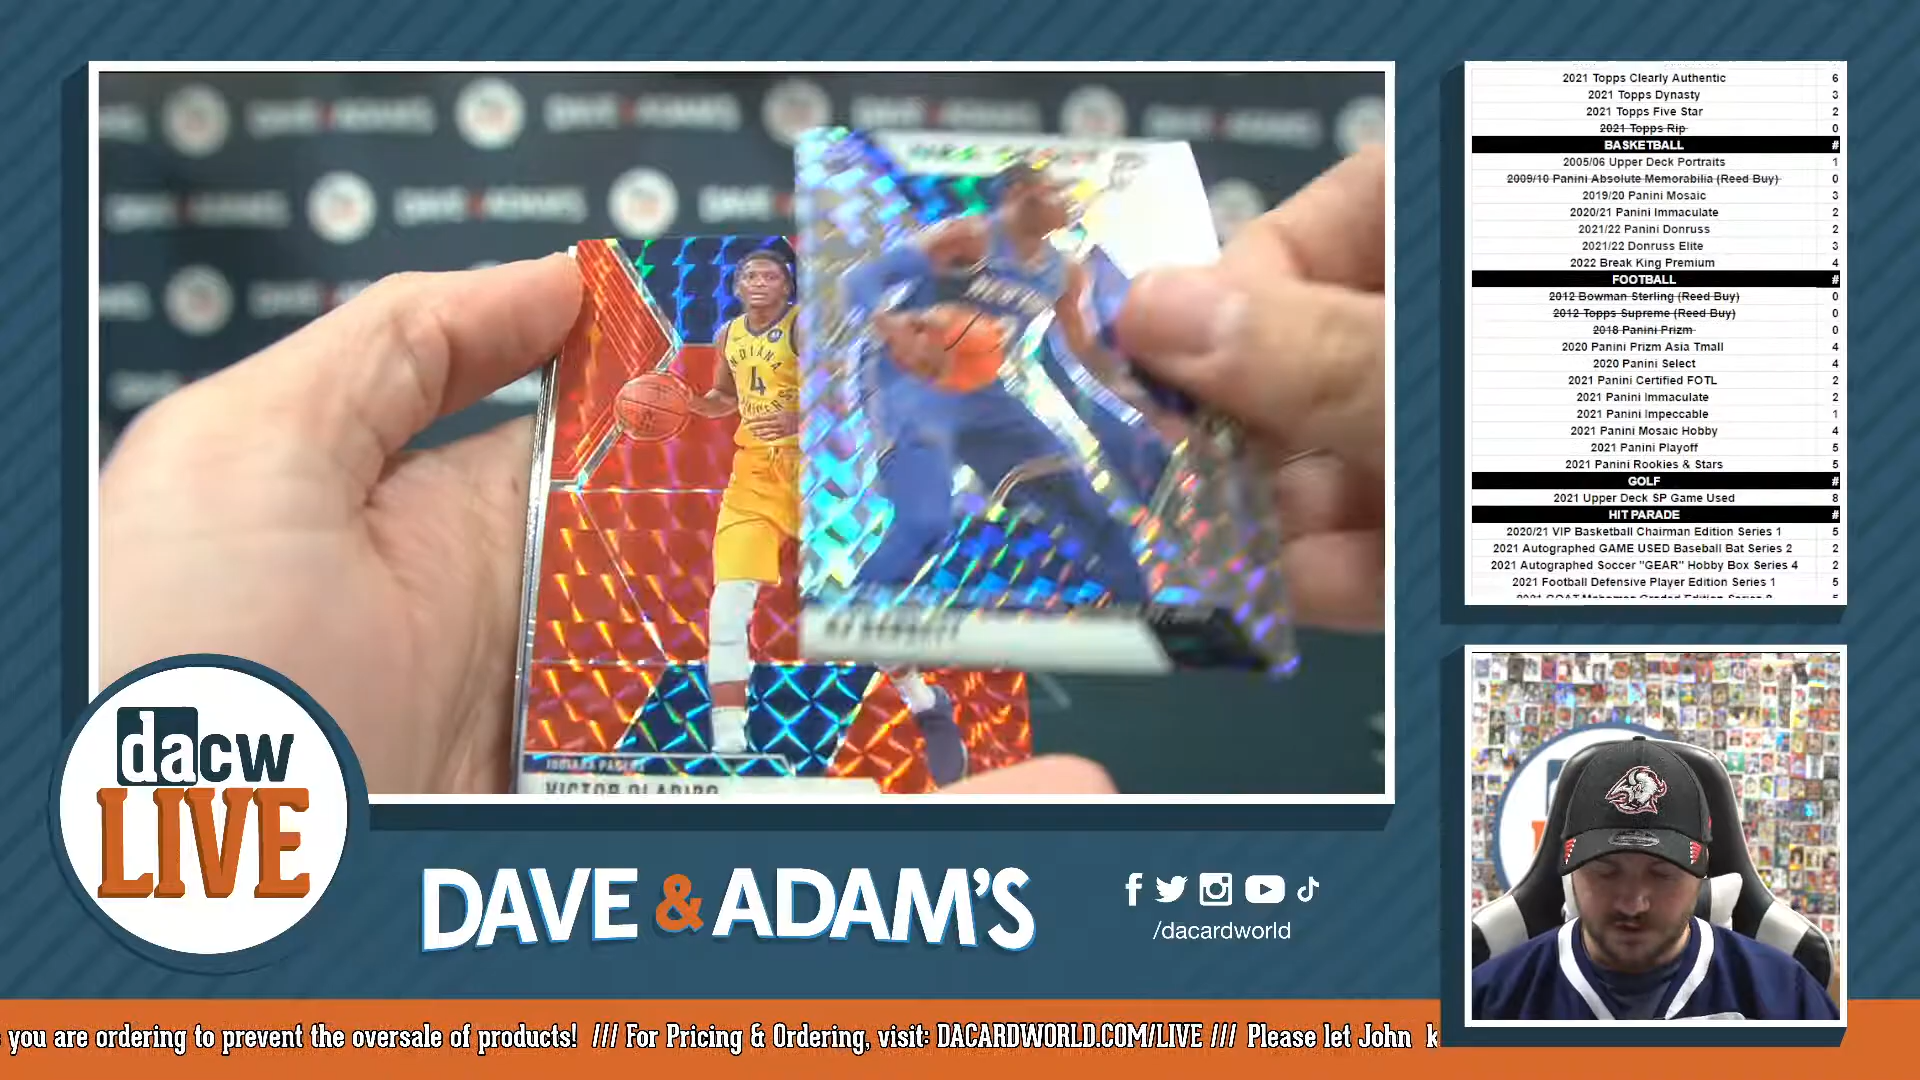 2021 Topps Clearly Authentic 6
2021 Topps Dynasty 3
2021 Topps Five Star 2
2021 Topps Rip 0
BASKETBALL #
2005/06 Upper Deck Portraits 1
2009/10 Panini Absolute Memorabilia (Reed Buy) 0
2019/20 Panini Mosaic 3
2020/21 Panini Immaculate 2
2021/22 Panini Donruss 2
2021/22 Donruss Elite 3
2022 Break King Premium 4
FOOTBALL #
2012 Bowman Sterling (Reed Buy) 0
2012 Topps Supreme (Reed Buy) 0
2018 Panini Prizm 0
2020 Panini Prizm Asia Tmall 4
2020 Panini Select 4
2021 Panini Certified FOTL 2
2021 Panini Immaculate 2
2021 Panini Impeccable 1
2021 Panini Mosaic Hobby 4
2021 Panini Playoff 5
2021 Panini Rookies & Stars 5
GOLF #
2021 Upper Deck SP Game Used 8
HIT PARADE #
2020/21 VIP Basketball Chairman Edition Series 1 5
2021 Autographed GAME USED Baseball Bat Series 2 2
2021 Autographed Soccer "GEAR" Hobby Box Series 4 2
2021 Football Defensive Player Edition Series 1 5
DAVE & ADAM'S
INDIANA
4
PACERS
INDIANA PACERS
VICTOR OLADIPO
dacw
LIVE
DAVE & ADAM'S
/dacardworld
you are ordering to prevent the oversale of products! /// For Pricing & Ordering, visit: DACARDWORLD.COM/LIVE /// Please let John k